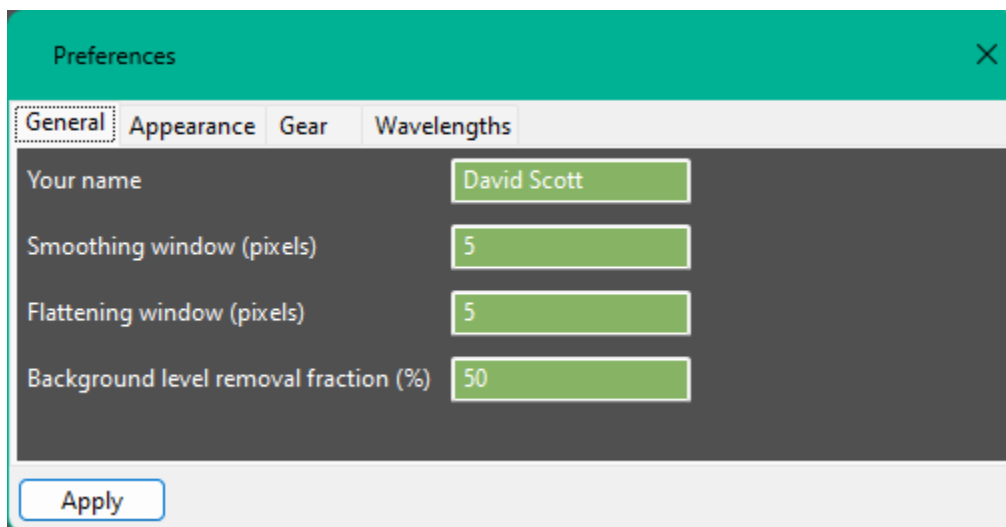 Preferences
General Appearance Gear Wavelengths
Your name David Scott
Smoothing window (pixels) 5
Flattening window (pixels) 5
Background level removal fraction (%) 50
Apply